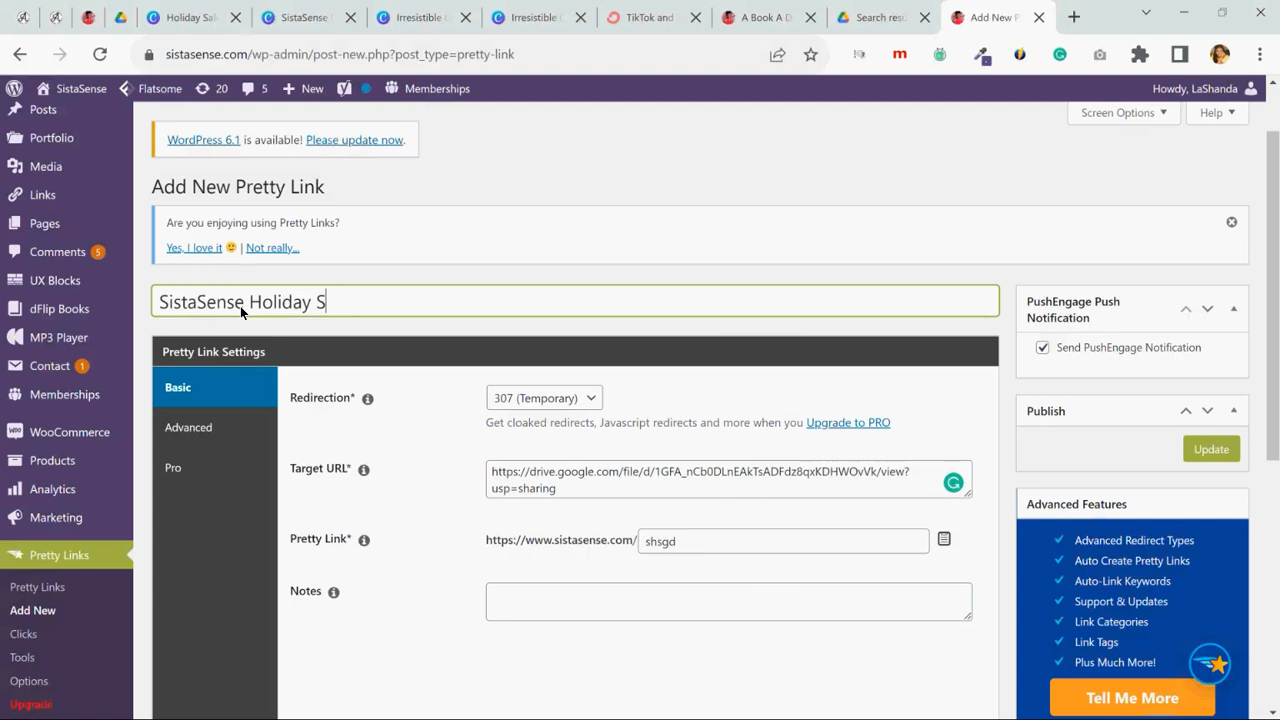 Holiday Sal
SistaSense I
Irresistible (
Irresistible C
TikTok and
A Book A D
Search resu
Add New P
sistasense.com/wp-admin/post-new.php?post_type=pretty-link
SistaSense
Flatsome
20
5
New
Memberships
Howdy, LaShanda
Posts
Portfolio
Media
Links
Pages
Comments 5
UX Blocks
dFlip Books
MP3 Player
Contact 1
Memberships
WooCommerce
Products
Analytics
Marketing
Pretty Links
Pretty Links
Add New
Clicks
Tools
Options
Upgrade
Screen Options
Help
WordPress 6.1 is available! Please update now.
Add New Pretty Link
Are you enjoying using Pretty Links?
Yes, I love it | Not really...
SistaSense Holiday S
Pretty Link Settings
Basic
Advanced
Pro
Redirection*
307 (Temporary)
Get cloaked redirects, Javascript redirects and more when you Upgrade to PRO
Target URL*
https://drive.google.com/file/d/1GFA_nCb0DLnEAkTsADFdz8qxKDHWOvVk/view?
usp=sharing
Pretty Link*
https://www.sistasense.com/
shsgd
Notes
PushEngage Push
Notification
Send PushEngage Notification
Publish
Update
Advanced Features
Advanced Redirect Types
Auto Create Pretty Links
Auto-Link Keywords
Support & Updates
Link Categories
Link Tags
Plus Much More!
Tell Me More